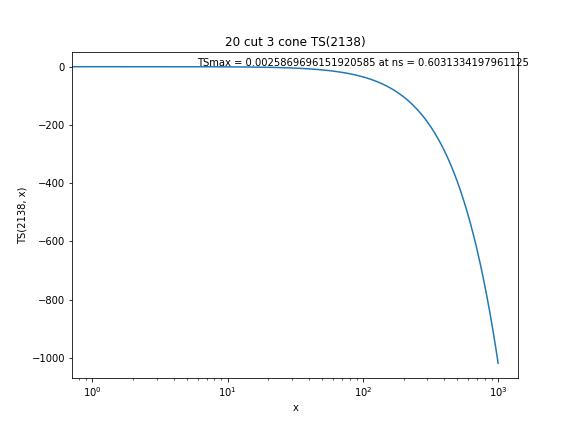 20 cut 3 cone TS(2138)
TSmax = 0.0025869696151920585 at ns = 0.6031334197961125
TS(2138, x)
0
−200
−400
−600
−800
−1000
10⁰
10¹
10²
10³
x